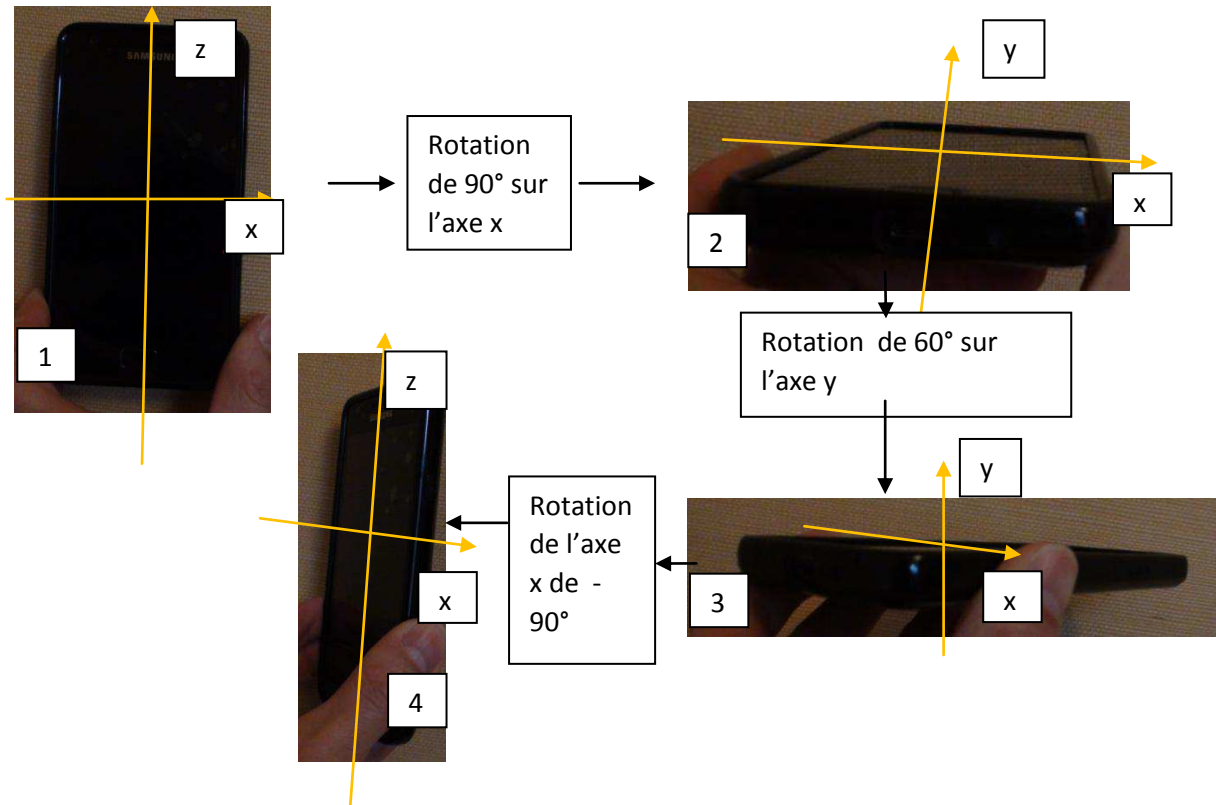 z
SAMSUNG
x
1
Rotation
de 90° sur
l’axe x
y
x
2
Rotation  de 60° sur
l’axe y
y
x
3
Rotation
de l’axe
x de  -
90°
z
SAMSUNG
x
4